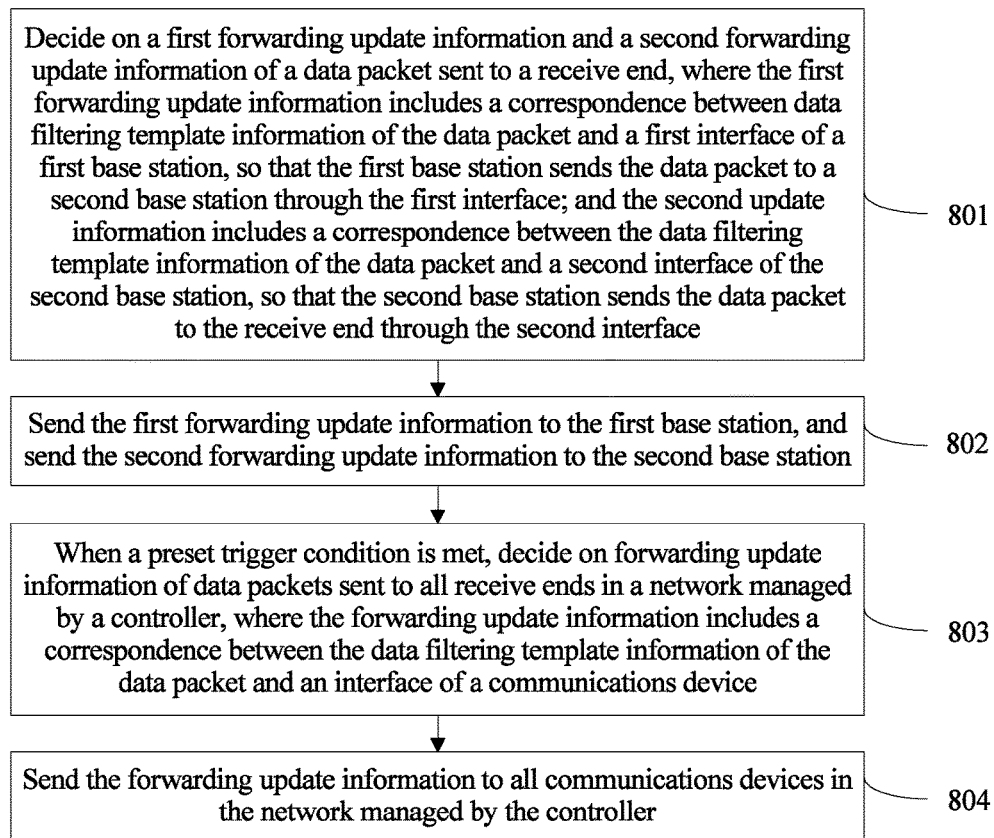 Decide on a first forwarding update information and a second forwarding
update information of a data packet sent to a receive end, where the first
forwarding update information includes a correspondence between data
filtering template information of the data packet and a first interface of a
first base station, so that the first base station sends the data packet to a
second base station through the first interface; and the second update
information includes a correspondence between the data filtering
template information of the data packet and a second interface of the
second base station, so that the second base station sends the data packet
to the receive end through the second interface
801
Send the first forwarding update information to the first base station, and
send the second forwarding update information to the second base station
802
When a preset trigger condition is met, decide on forwarding update
information of data packets sent to all receive ends in a network managed
by a controller, where the forwarding update information includes a
correspondence between the data filtering template information of the
data packet and an interface of a communications device
803
Send the forwarding update information to all communications devices in
the network managed by the controller
804